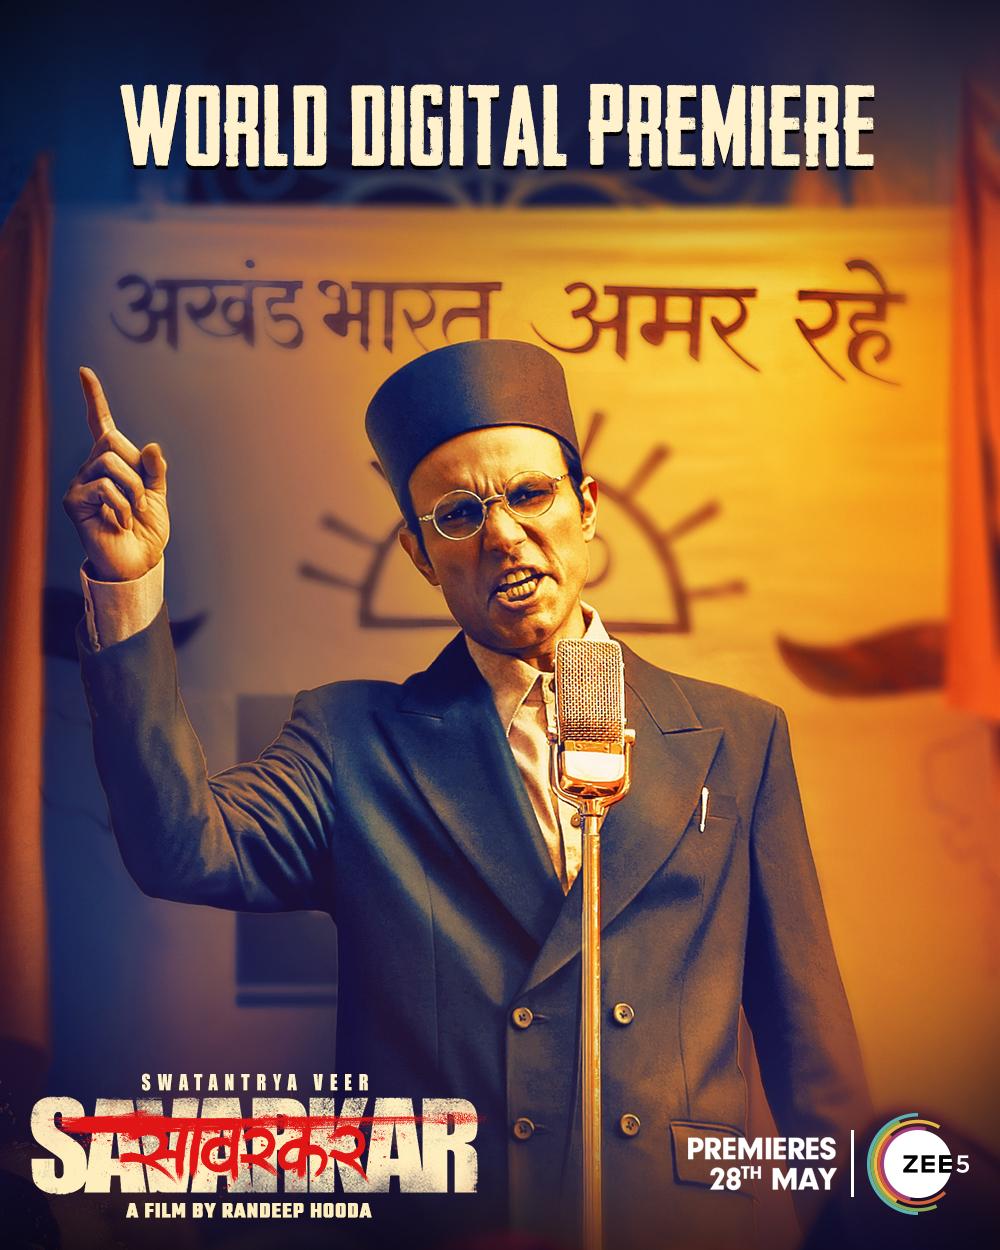 WORLD DIGITAL PREMIERE
अखंड भारत अमर रहे
SWATANTRYA VEER
SAVARKAR
सावरकर
A FILM BY RANDEEP HOODA
PREMIERES
28TH MAY
ZEE5